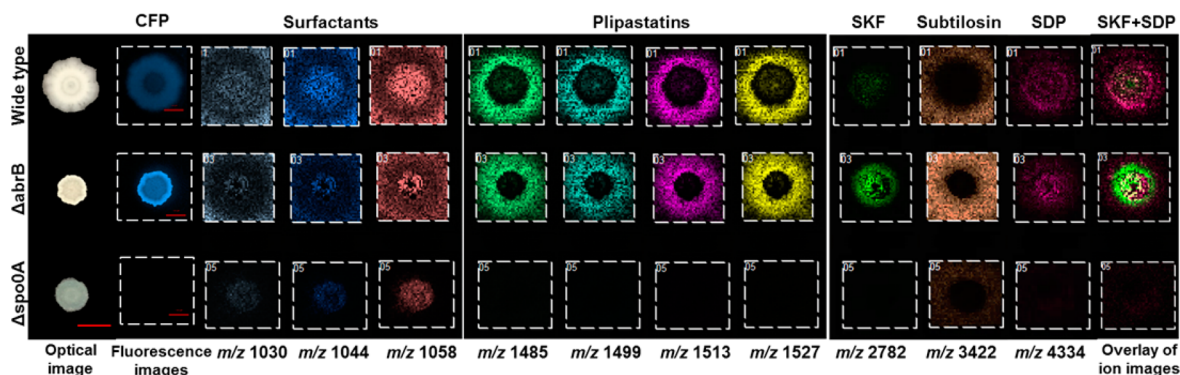 CFP Surfactants Plipastatins SKF Subtilosin SDP SKF+SDP
Wide type
01 01 01 01 01 01 01 01 01 01 01
ΔabrB
03 03 03 03 03 03 03 03 03 03 03
Δspo0A
05 05 05 05 05 05 05 05 05 05 05
Optical image
Fluorescence images
m/z 1030 m/z 1044 m/z 1058 m/z 1485 m/z 1499 m/z 1513 m/z 1527 m/z 2782 m/z 3422 m/z 4334
Overlay of ion images